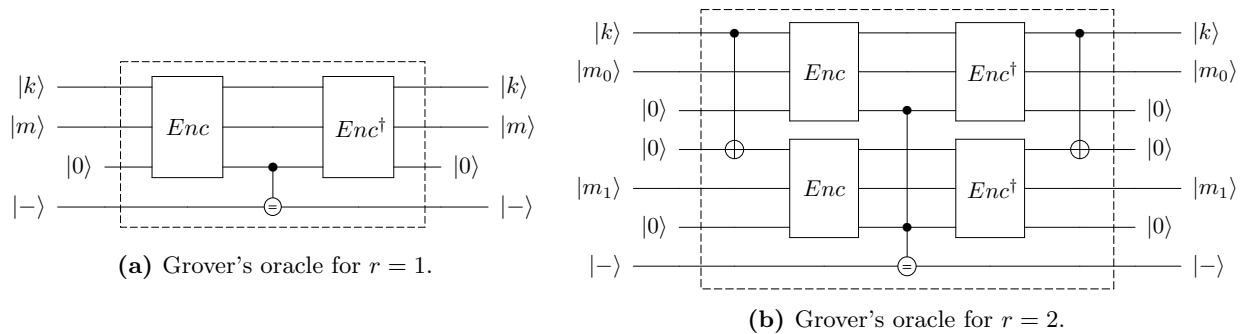 |k⟩ Enc Enc† |k⟩
|m⟩ |m⟩
|0⟩ |0⟩
|−⟩ = |−⟩
(a) Grover's oracle for r = 1.
|k⟩ |k⟩
|m₀⟩ Enc Enc† |m₀⟩
|0⟩ |0⟩
|0⟩ |0⟩
|m₁⟩ Enc Enc† |m₁⟩
|0⟩ |0⟩
|−⟩ = |−⟩
(b) Grover's oracle for r = 2.